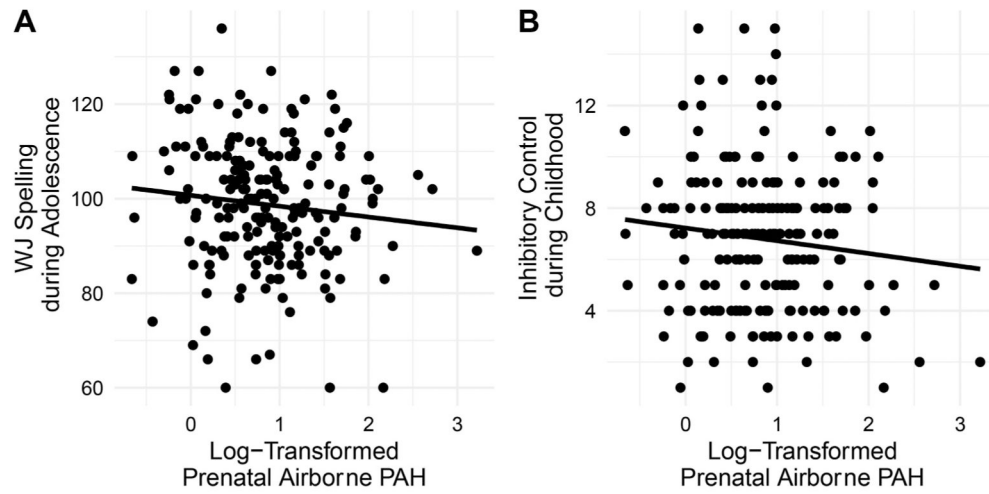 A
WJ Spelling
during Adolescence
120
100
80
60
0 1 2 3
Log−Transformed
Prenatal Airborne PAH
B
Inhibitory Control
during Childhood
12
8
4
0 1 2 3
Log−Transformed
Prenatal Airborne PAH